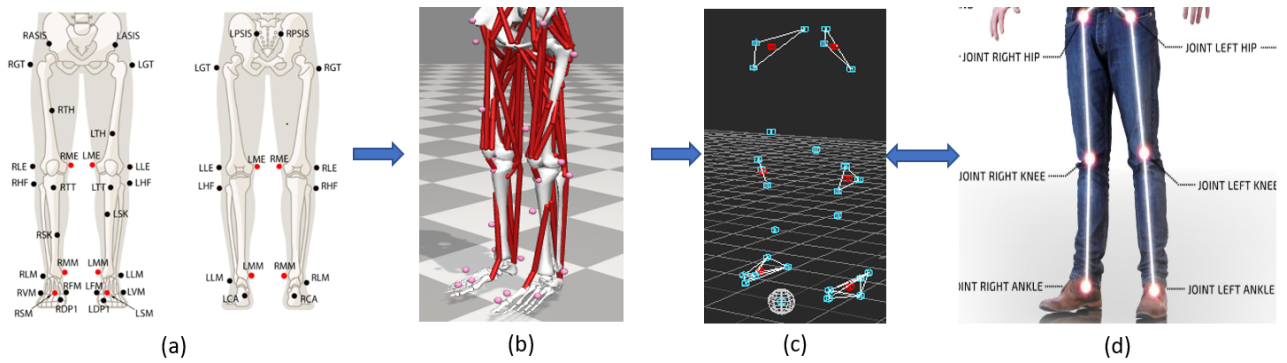 RASIS
LASIS
RGT
LGT
RTH
LTH
RME
LME
RLE
LLE
RHF
LHF
RTT
LTT
LSK
RSK
RMM
LMM
RLM
LLM
RFM
LFM
RVM
LVM
RSM
RDP1
LDP1
LSM
LPSIS
RPSIS
LGT
RGT
LME
RME
LLE
RLE
LHF
RHF
LMM
RMM
LLM
RLM
LCA
RCA
JOINT RIGHT HIP
JOINT LEFT HIP
JOINT RIGHT KNEE
JOINT LEFT KNEE
OINT RIGHT ANKLE
JOINT LEFT ANKLE
(a)
(b)
(c)
(d)